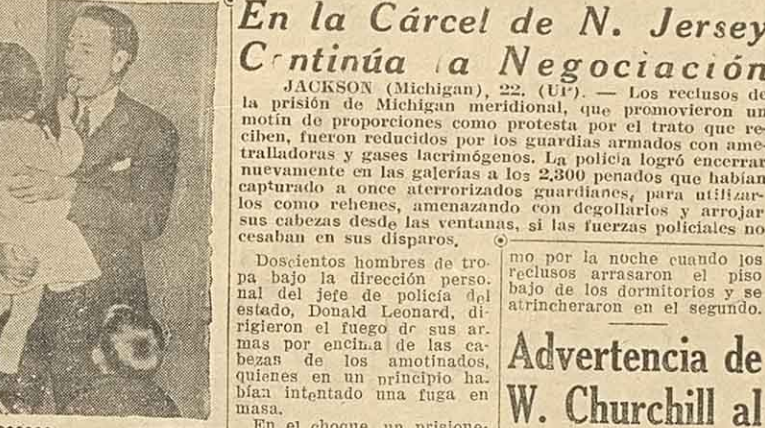 En la Cárcel de N. Jersey
Continúa la Negociación
JACKSON (Michigan), 22. (UP). — Los reclusos de
la prisión de Michigan meridional, que promovieron un
motín de proporciones como protesta por el trato que re-
ciben, fueron reducidos por los guardias armados con ame-
tralladoras y gases lacrimógenos. La policía logró encerrar
nuevamente en las galerías a los 2,300 penados que habían
capturado a once aterrorizados guardianes, para utilizar-
los como rehenes, amenazando con degollarlos y arrojar
sus cabezas desde las ventanas, si las fuerzas policiales no
cesaban en sus disparos.
Doscientos hombres de tro-
pa bajo la dirección perso-
nal del jefe de policía del
estado, Donald Leonard, di-
rigieron el fuego de sus ar-
mas por encima de las ca-
bezas de los amotinados,
quienes en un principio ha-
bían intentado una fuga en
masa.
En el choque un prisione-
mo por la noche cuando los
reclusos arrasaron el piso
bajo de los dormitorios y se
atrincheraron en el segundo.
Advertencia de
W. Churchill al